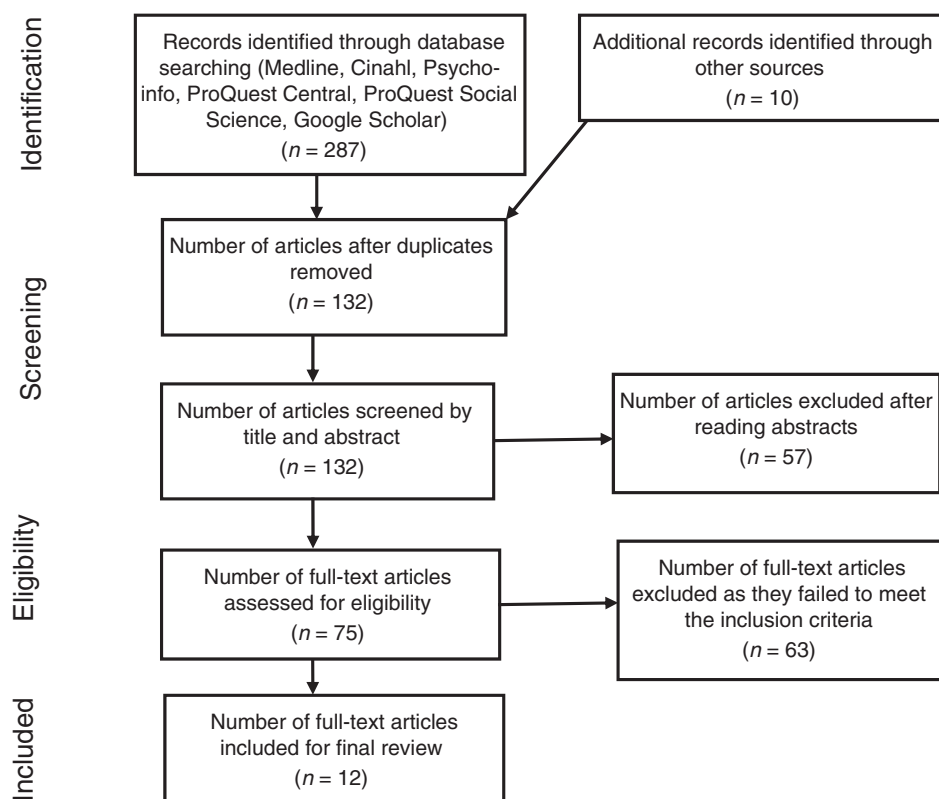 Identification
Records identified through database
searching (Medline, Cinahl, Psycho-
info, ProQuest Central, ProQuest Social
Science, Google Scholar)
(n = 287)
Additional records identified through
other sources
(n = 10)
Screening
Number of articles after duplicates
removed
(n = 132)
Number of articles screened by
title and abstract
(n = 132)
Number of articles excluded after
reading abstracts
(n = 57)
Eligibility
Number of full-text articles
assessed for eligibility
(n = 75)
Number of full-text articles
excluded as they failed to meet
the inclusion criteria
(n = 63)
Included
Number of full-text articles
included for final review
(n = 12)